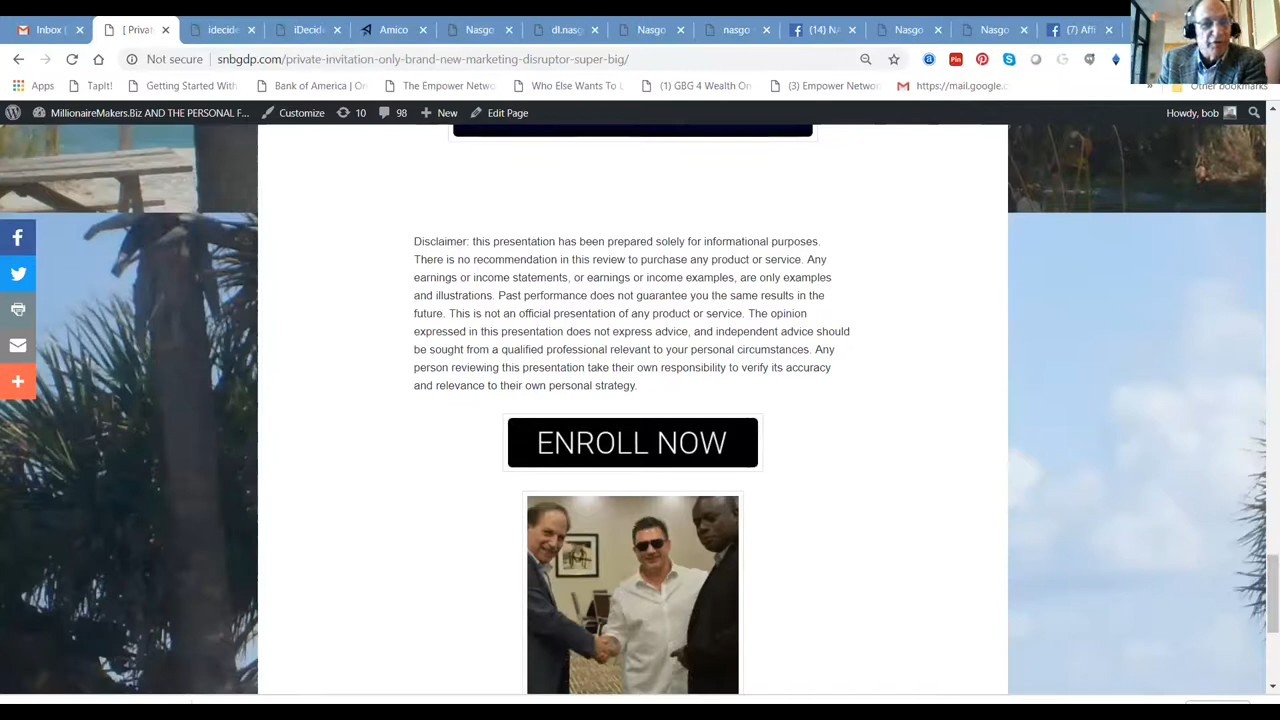 Inbox (
[ Privat
idecide
iDecid
Amico
Nasgo
dl.nasg
Nasgo
nasgo
(14) NA
Nasgo
Nasgo
(7) Affi
Not secure
snbgdp.com/private-invitation-only-brand-new-marketing-disruptor-super-big/
Apps
TapIt!
Getting Started With
Bank of America | On
The Empower Netw
Who Else Wants To L
(1) GBG 4 Wealth On
(3) Empower Networ
https://mail.google.c
»
Other bookmarks
MillionaireMakers.Biz AND THE PERSONAL F...
Customize
10
98
New
Edit Page
Howdy, bob
Disclaimer: this presentation has been prepared solely for informational purposes.
There is no recommendation in this review to purchase any product or service. Any
earnings or income statements, or earnings or income examples, are only examples
and illustrations. Past performance does not guarantee you the same results in the
future. This is not an official presentation of any product or service. The opinion
expressed in this presentation does not express advice, and independent advice should
be sought from a qualified professional relevant to your personal circumstances. Any
person reviewing this presentation take their own responsibility to verify its accuracy
and relevance to their own personal strategy.
ENROLL NOW